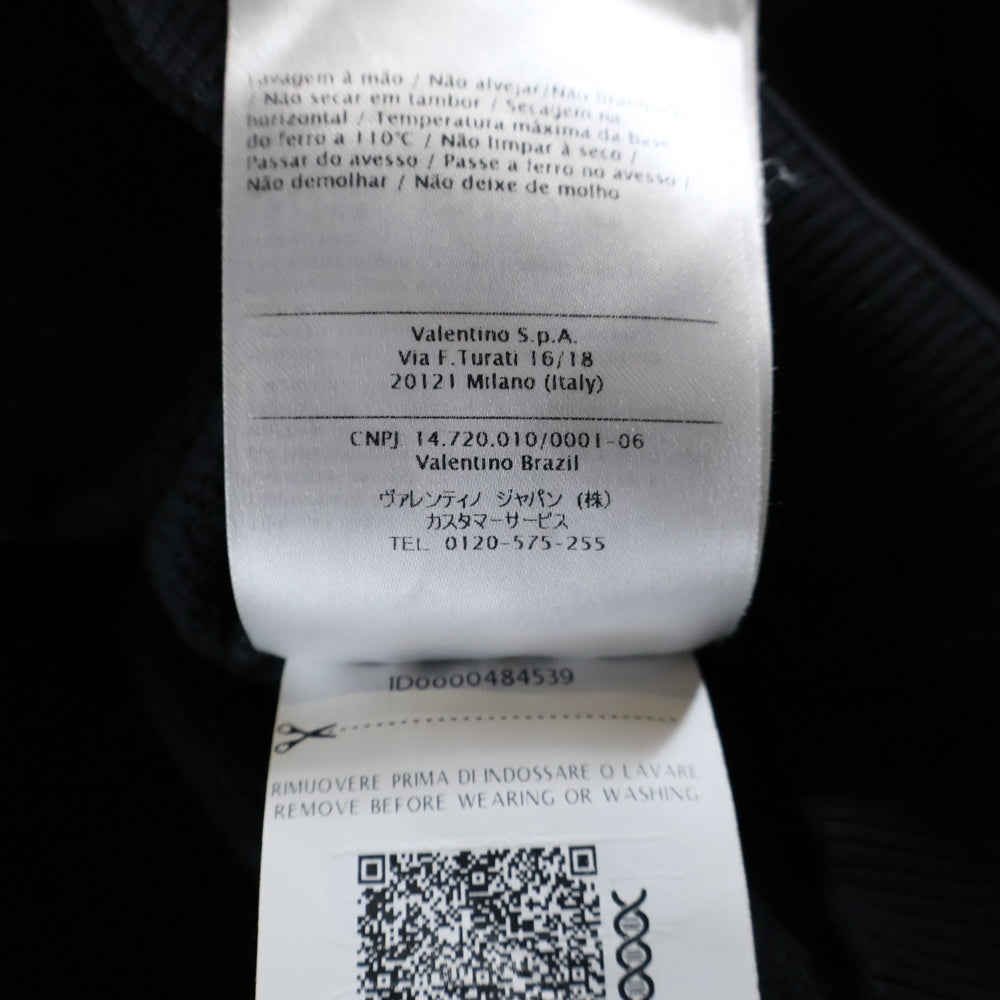 Lavagem à mão / Não alvejar/Não branquear
Não secar em tambor / Secagem na
horizontal / Temperatura máxima da base
do ferro a 110°C / Não limpar à seco /
Passar do avesso / Passe a ferro no avesso /
Não demolhar / Não deixe de molho
Valentino S.p.A.
Via F.Turati 16/18
20121 Milano (Italy)
CNPJ 14.720.010/0001-06
Valentino Brazil
ヴァレンティノ ジャパン (株)
カスタマーサービス
TEL 0120-575-255
ID0000484539
RIMUOVERE PRIMA DI INDOSSARE O LAVARE
REMOVE BEFORE WEARING OR WASHING